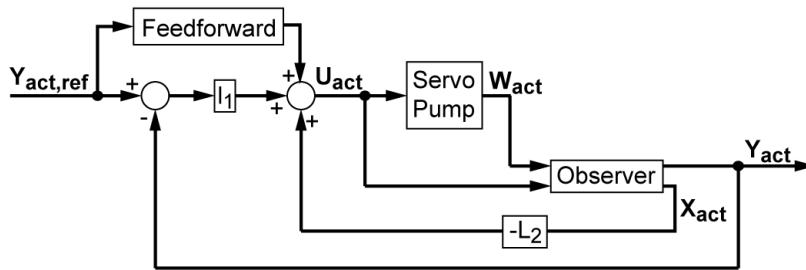 Feedforward
Y_act,ref
+
-
l_1
+
+
+
U_act
Servo
Pump
W_act
Observer
Y_act
X_act
-L_2